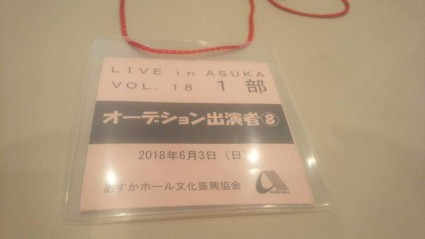 LIVE in ASUKA
VOL. 18 1部
オーデション出演者⑧
2018年6月3日（日）
あすかホール文化振興協会